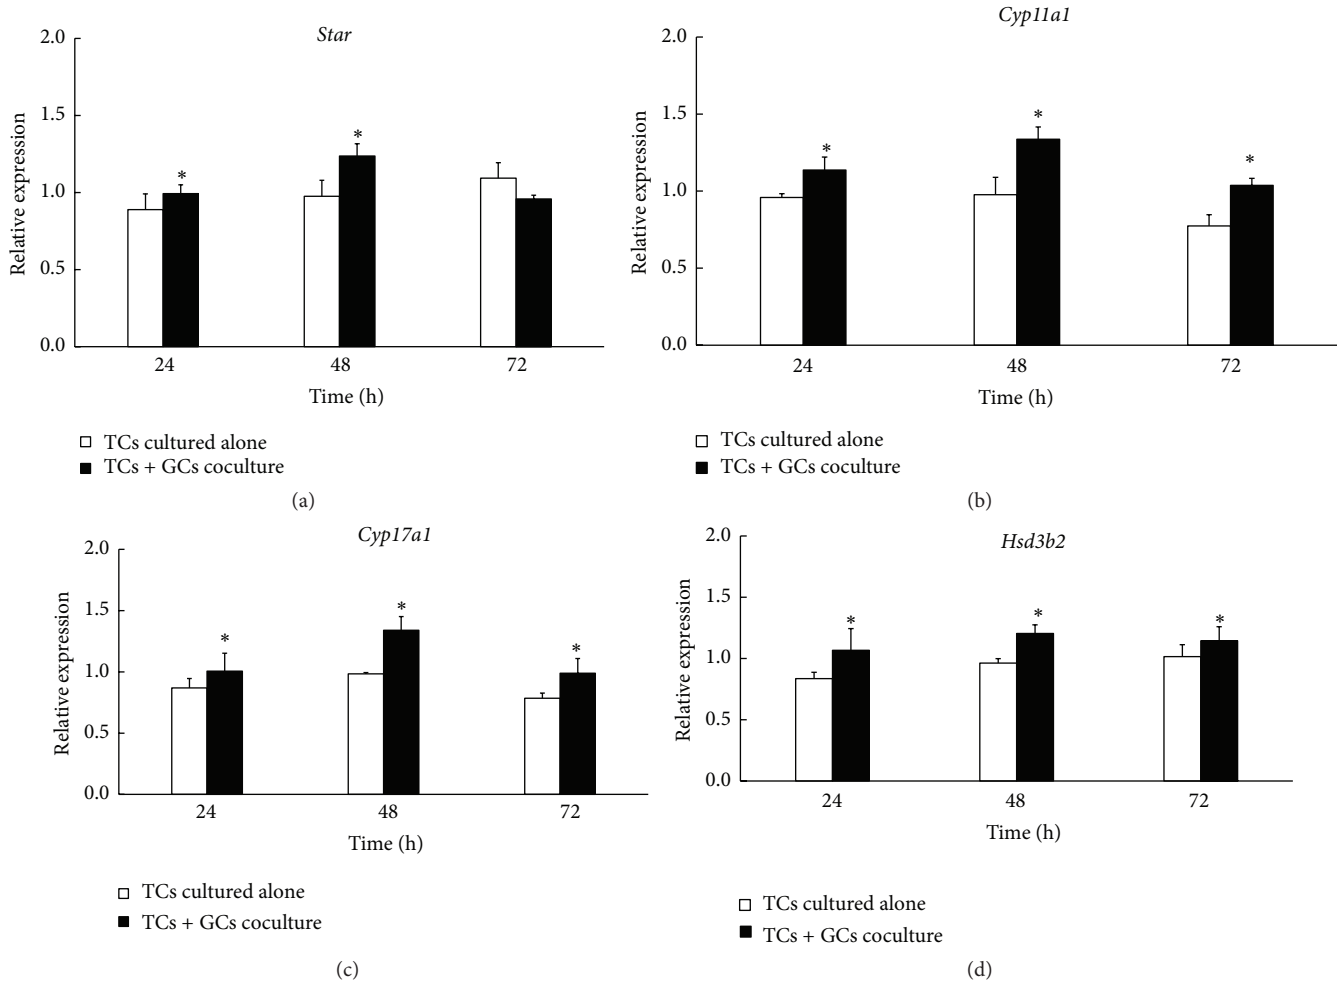 Star
2.0
1.5
1.0
0.5
0.0
Relative expression
*
*
24
48
72
Time (h)
TCs cultured alone
TCs + GCs coculture
(a)
Cyp11a1
2.0
1.5
1.0
0.5
0.0
Relative expression
*
*
*
24
48
72
Time (h)
TCs cultured alone
TCs + GCs coculture
(b)
Cyp17a1
2.0
1.5
1.0
0.5
0.0
Relative expression
*
*
*
24
48
72
Time (h)
TCs cultured alone
TCs + GCs coculture
(c)
Hsd3b2
2.0
1.5
1.0
0.5
0.0
Relative expression
*
*
*
24
48
72
Time (h)
TCs cultured alone
TCs + GCs coculture
(d)